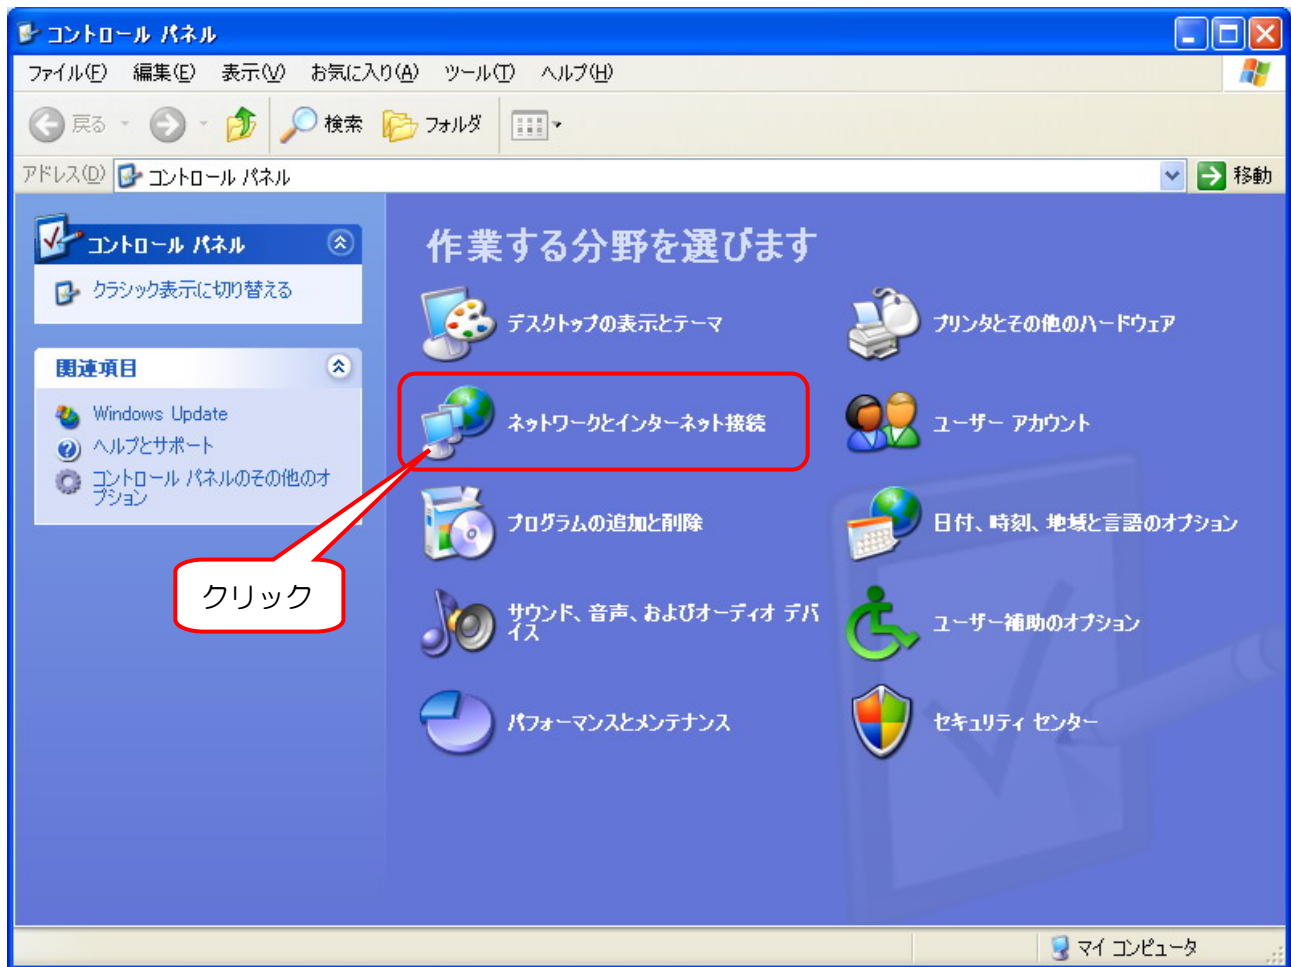 コントロール パネル
ファイル(F) 編集(E) 表示(V) お気に入り(A) ツール(T) ヘルプ(H)
戻る 検索 フォルダ
アドレス(D) コントロール パネル 移動
コントロール パネル
クラシック表示に切り替える
関連項目
Windows Update
ヘルプとサポート
コントロール パネルのその他のオ
プション
作業する分野を選びます
デスクトップの表示とテーマ
プリンタとその他のハードウェア
ネットワークとインターネット接続
ユーザー アカウント
プログラムの追加と削除
日付、時刻、地域と言語のオプション
サウンド、音声、およびオーディオ デバ
イス
ユーザー補助のオプション
パフォーマンスとメンテナンス
セキュリティ センター
クリック
マイ コンピュータ